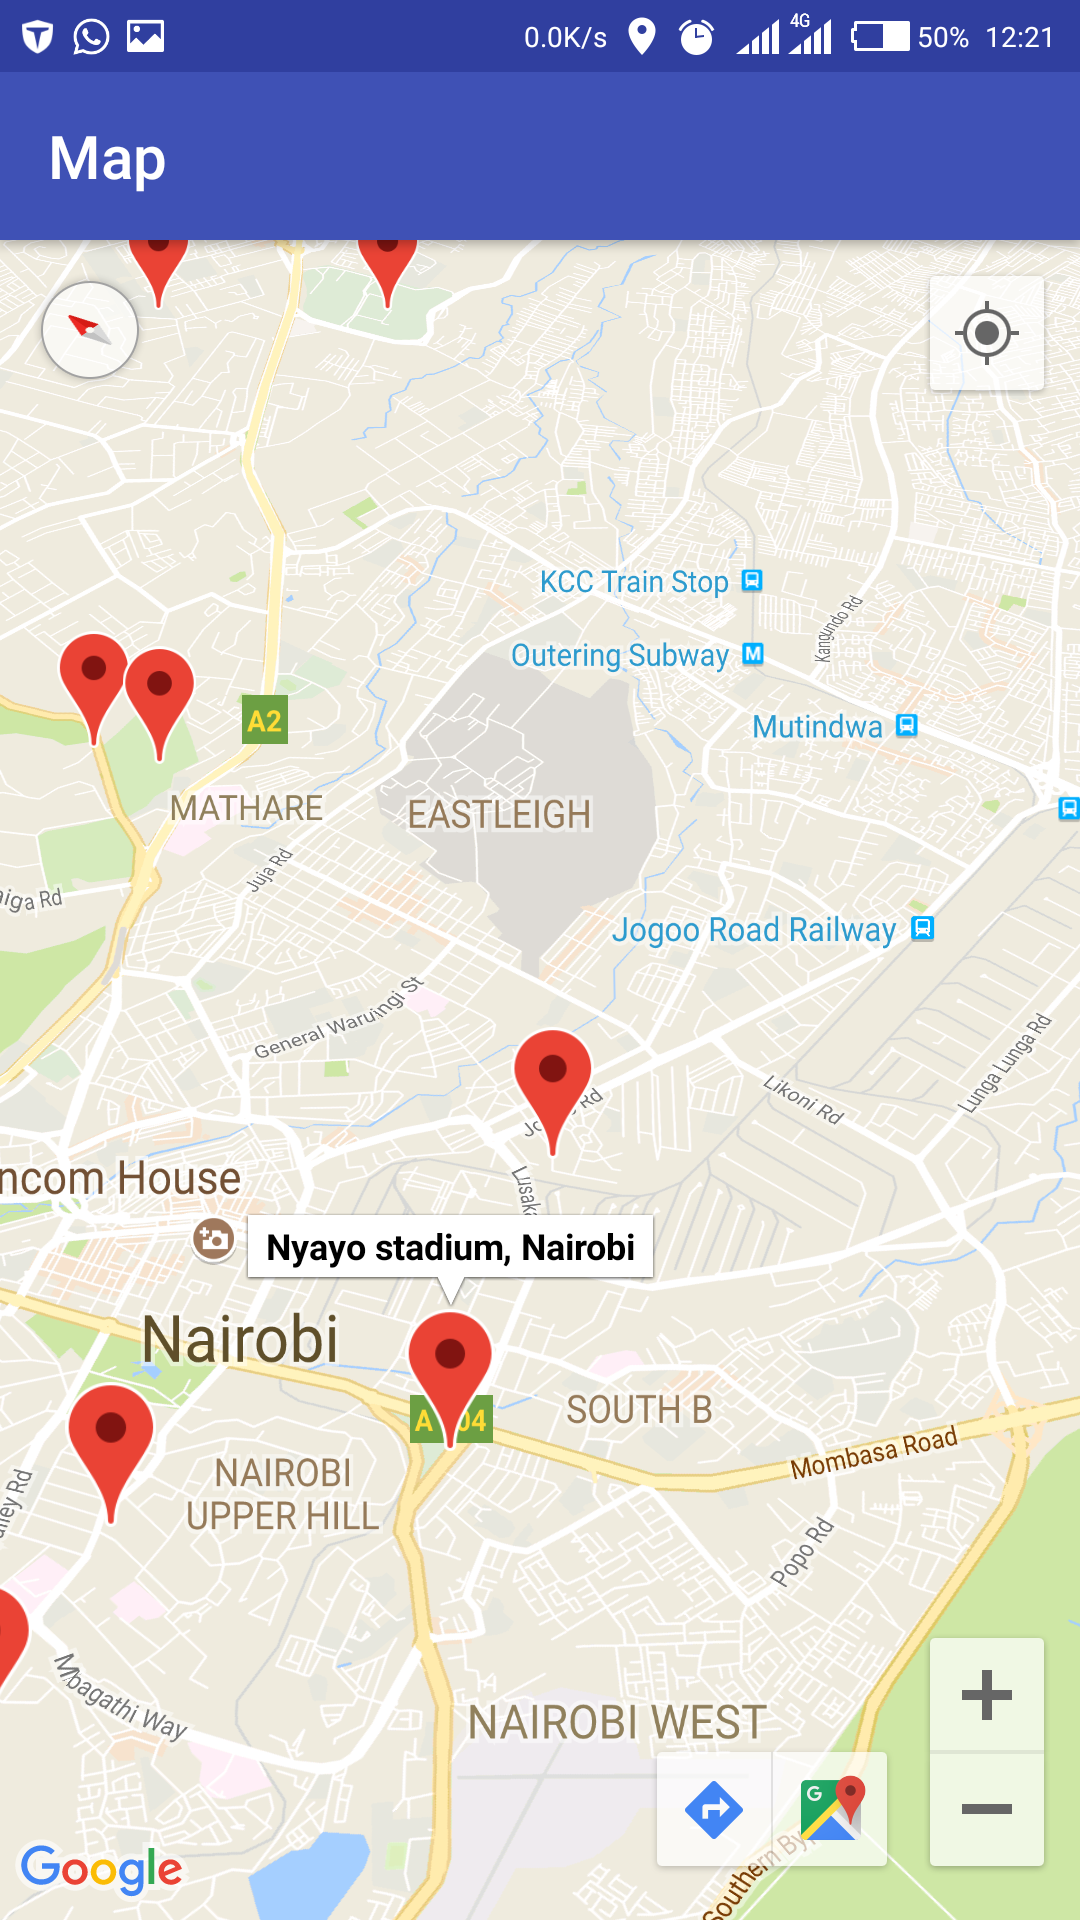 0.0K/s 4G 50% 12:21
Map
KCC Train Stop
Kangundo Rd
Outering Subway M
A2
Mutindwa
MATHARE
EASTLEIGH
Juja Rd
aiga Rd
Jogoo Road Railway
General Waruingi St
Lunga Lunga Rd
Likoni Rd
Rd
ncom House
Lusaka
Nyayo stadium, Nairobi
Nairobi
A 04
SOUTH B
Mombasa Road
NAIROBI
UPPER HILL
lley Rd
Popo Rd
Mbagathi Way
NAIROBI WEST
G
Southern By
Google